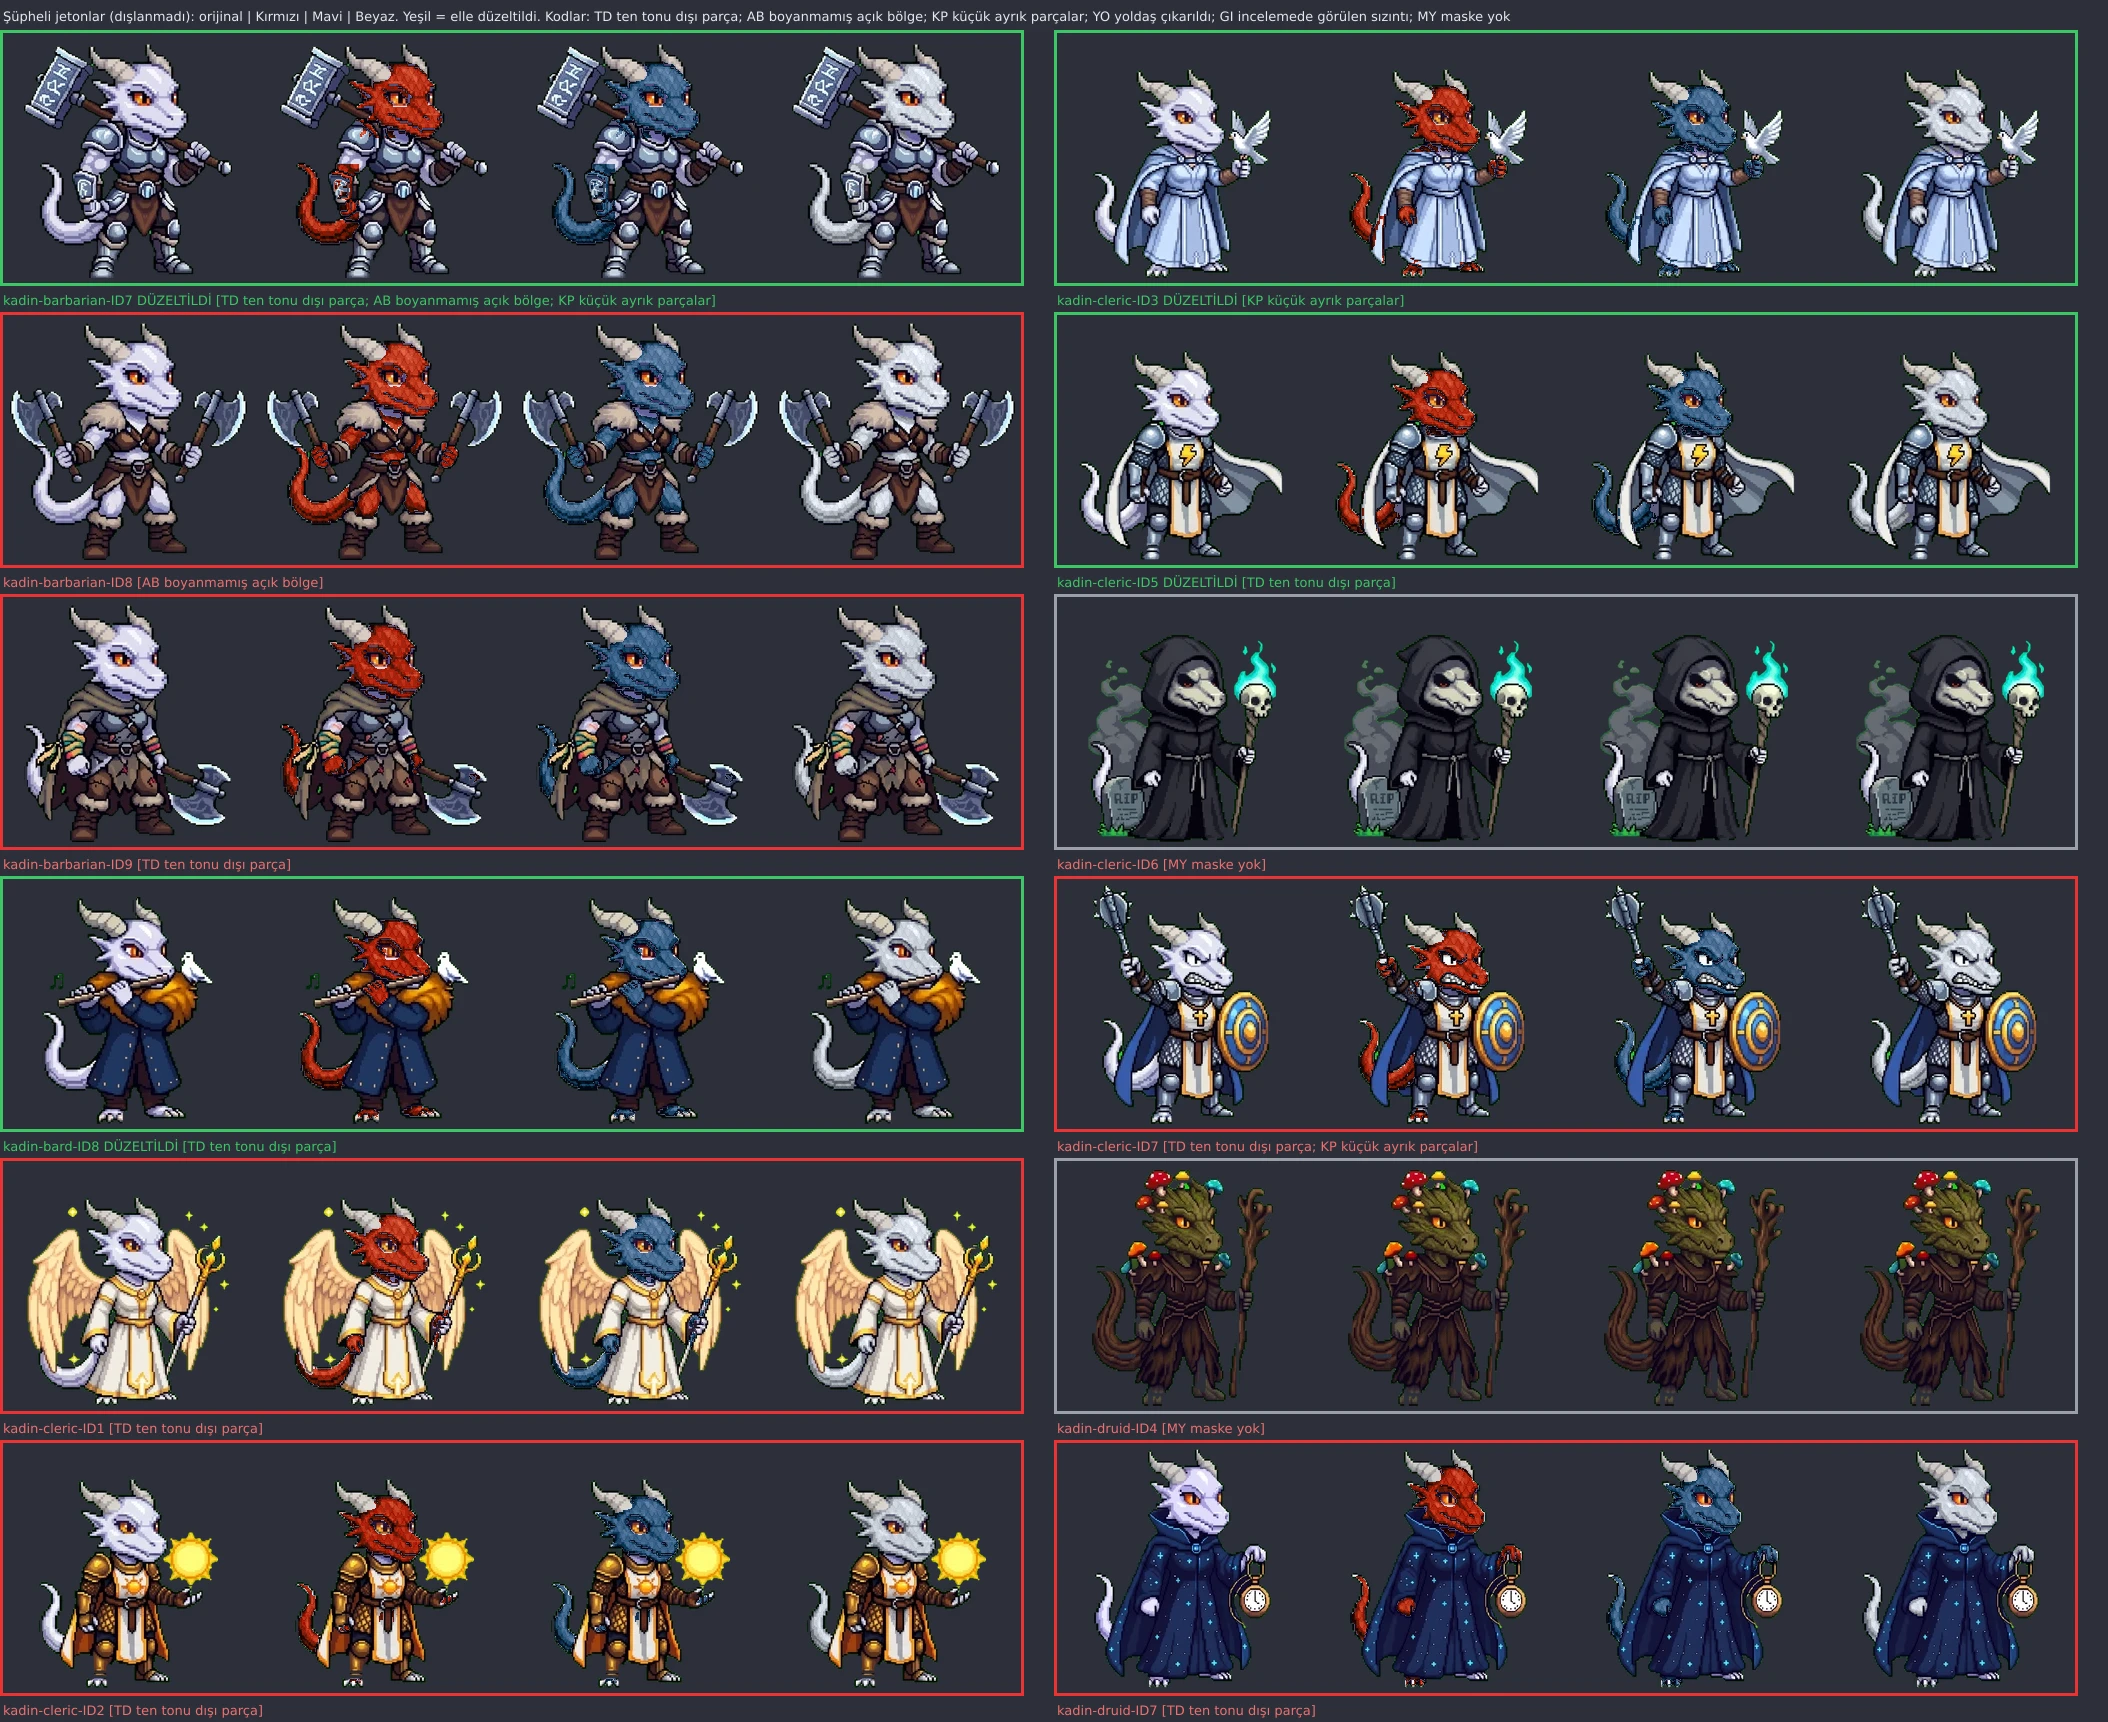 Şüpheli jetonlar (dışlanmadı): orijinal | Kırmızı | Mavi | Beyaz. Yeşil = elle düzeltildi. Kodlar: TD ten tonu dışı parça; AB boyanmamış açık bölge; KP küçük ayrık parçalar; YO yoldaş çıkarıldı; GI incelemede görülen sızıntı; MY maske yok
kadin-barbarian-ID7 DÜZELTİLDİ [TD ten tonu dışı parça; AB boyanmamış açık bölge; KP küçük ayrık parçalar]
kadin-cleric-ID3 DÜZELTİLDİ [KP küçük ayrık parçalar]
kadin-barbarian-ID8 [AB boyanmamış açık bölge]
kadin-cleric-ID5 DÜZELTİLDİ [TD ten tonu dışı parça]
RIP
RIP
RIP
RIP
kadin-barbarian-ID9 [TD ten tonu dışı parça]
kadin-cleric-ID6 [MY maske yok]
kadin-bard-ID8 DÜZELTİLDİ [TD ten tonu dışı parça]
kadin-cleric-ID7 [TD ten tonu dışı parça; KP küçük ayrık parçalar]
kadin-cleric-ID1 [TD ten tonu dışı parça]
kadin-druid-ID4 [MY maske yok]
kadin-cleric-ID2 [TD ten tonu dışı parça]
kadin-druid-ID7 [TD ten tonu dışı parça]